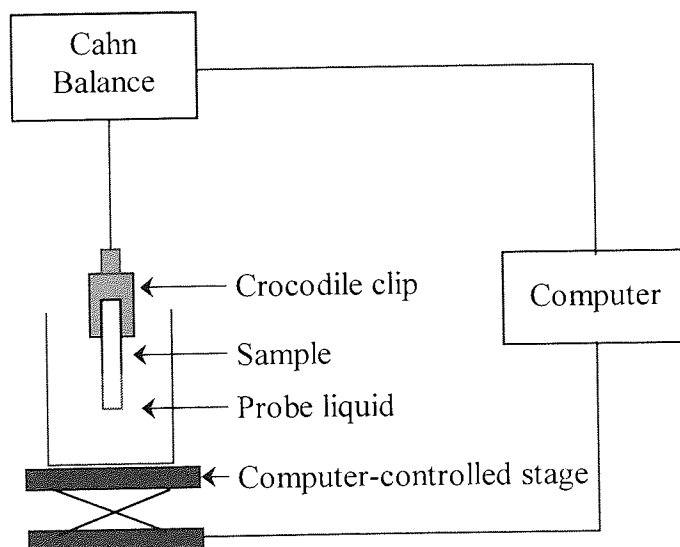 Cahn
Balance
Crocodile clip
Computer
Sample
Probe liquid
Computer-controlled stage